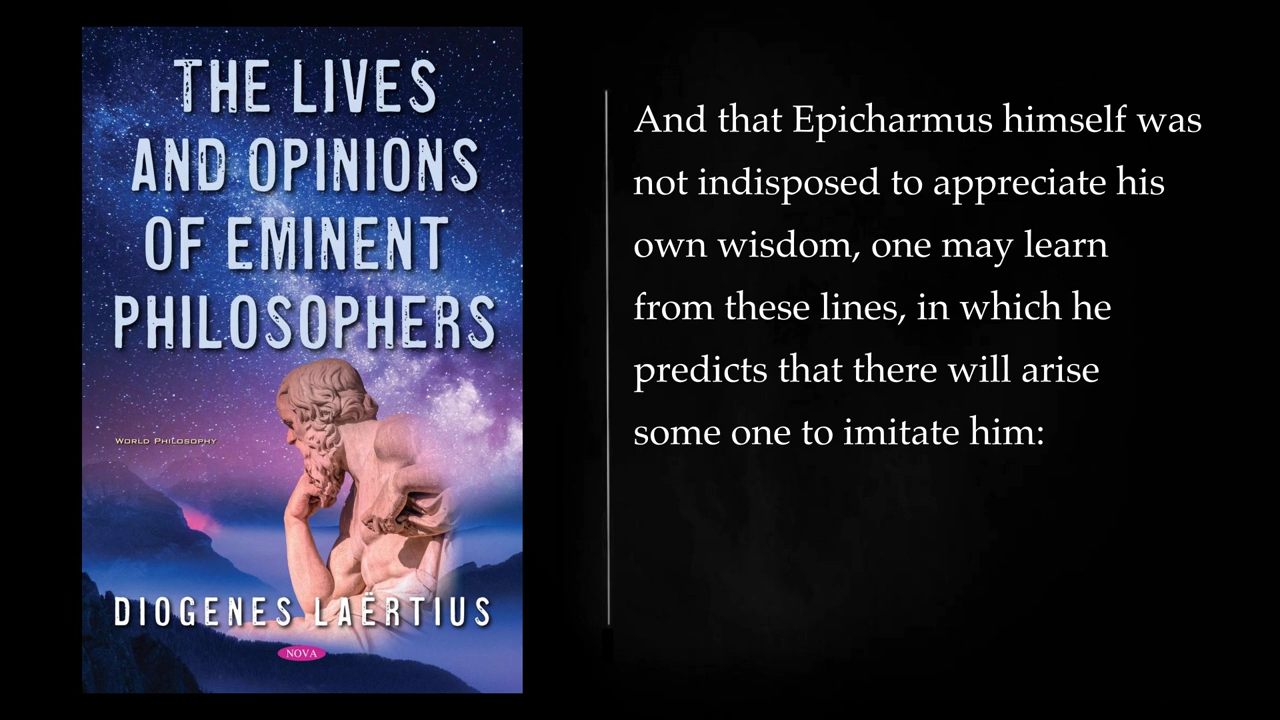 THE LIVES
AND OPINIONS
OF EMINENT
PHILOSOPHERS
WORLD PHILOSOPHY
DIOGENES LAËRTIUS
NOVA
And that Epicharmus himself was
not indisposed to appreciate his
own wisdom, one may learn
from these lines, in which he
predicts that there will arise
some one to imitate him: